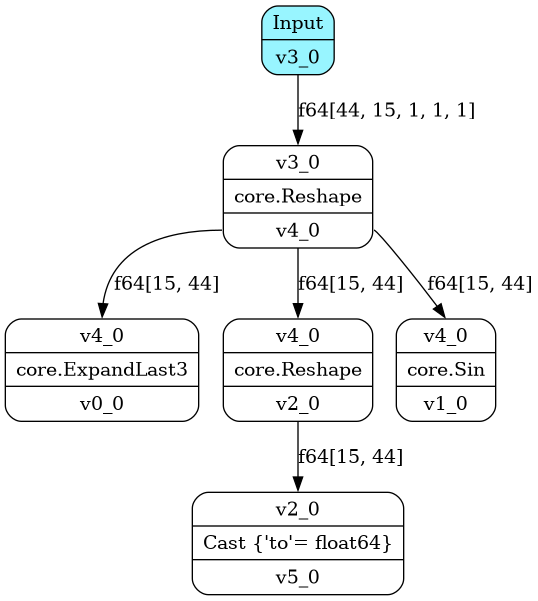 Input
v3_0
f64[44, 15, 1, 1, 1]
v3_0
core.Reshape
v4_0
f64[15, 44]
f64[15, 44]
f64[15, 44]
v4_0
core.ExpandLast3
v0_0
v4_0
core.Reshape
v2_0
v4_0
core.Sin
v1_0
f64[15, 44]
v2_0
Cast {'to'= float64}
v5_0